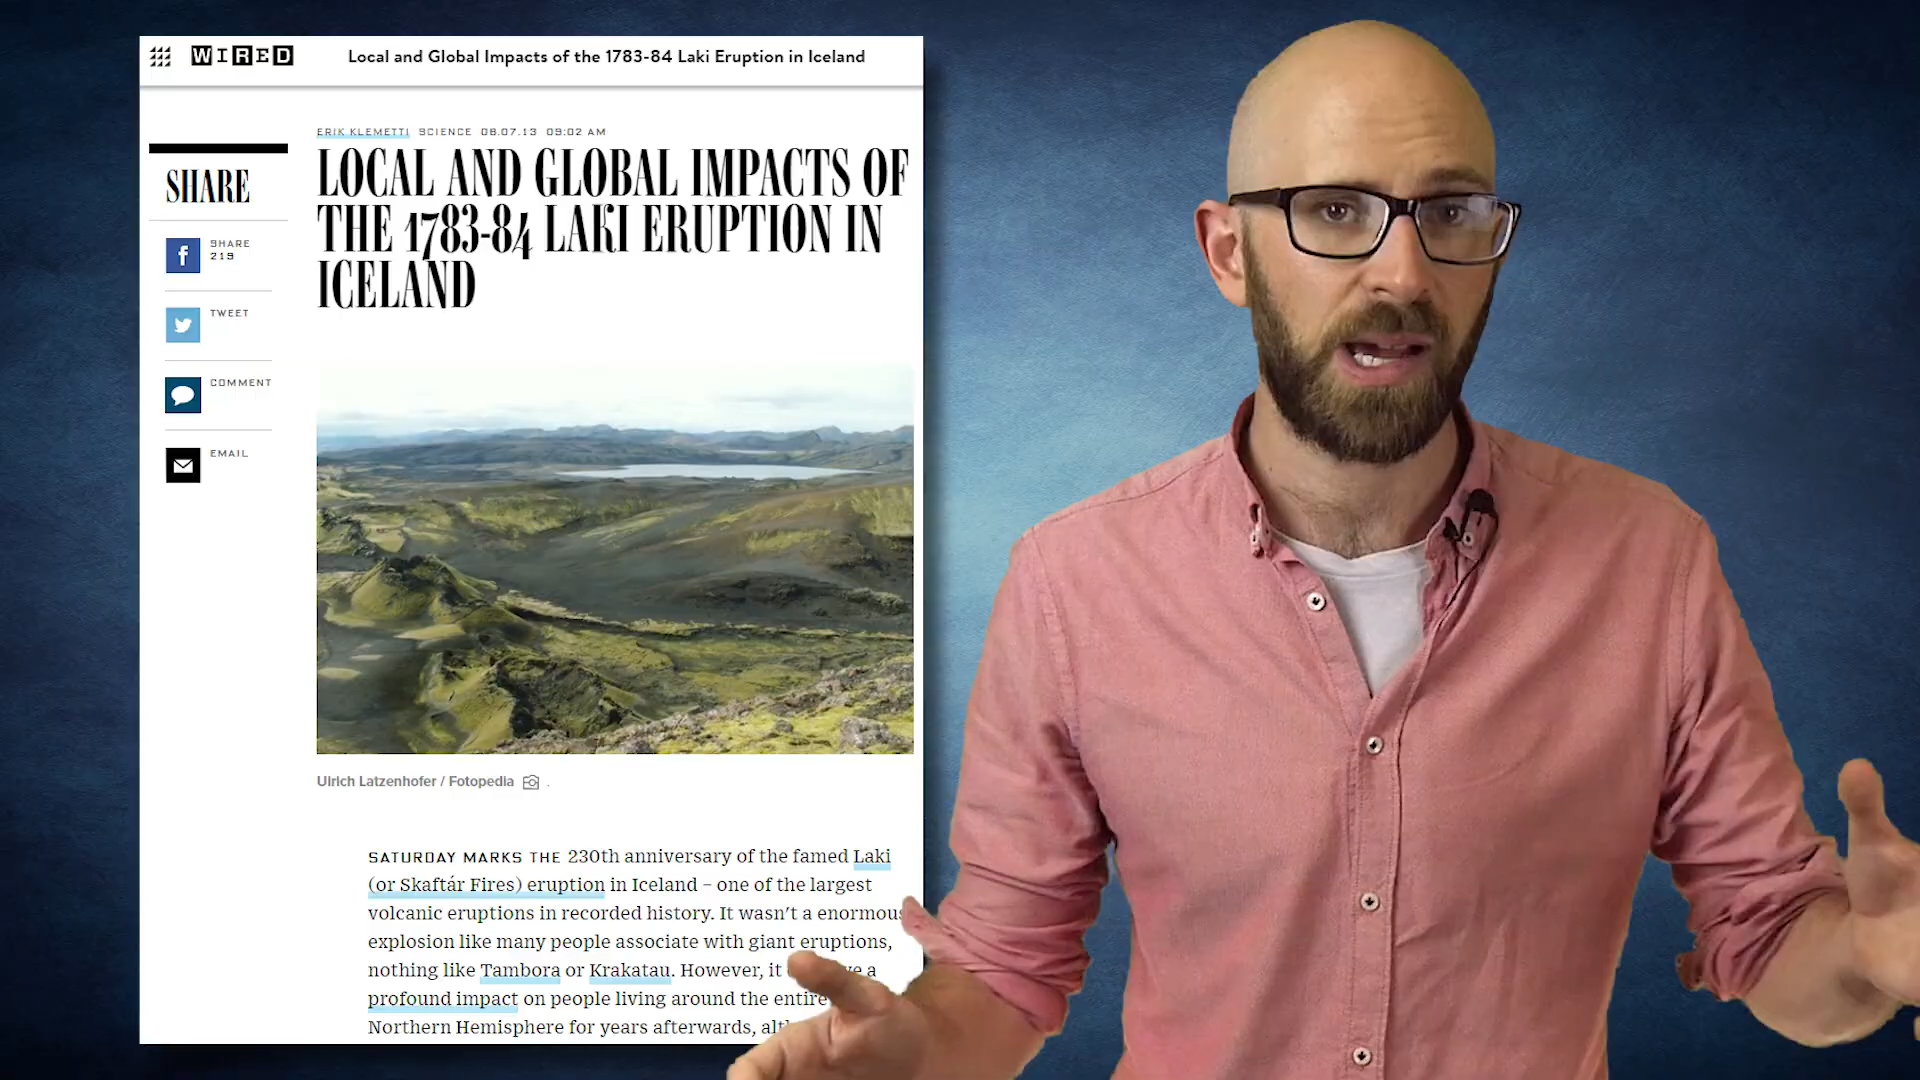 WIRED
Local and Global Impacts of the 1783-84 Laki Eruption in Iceland
ERIK KLEMETTI SCIENCE 06.07.13 09:02 AM
LOCAL AND GLOBAL IMPACTS OF
THE 1783-84 LAKI ERUPTION IN
ICELAND
SHARE
SHARE
219
TWEET
COMMENT
EMAIL
Ulrich Latzenhofer / Fotopedia
SATURDAY MARKS THE 230th anniversary of the famed Laki
(or Skaftár Fires) eruption in Iceland – one of the largest
volcanic eruptions in recorded history. It wasn't a enormous
explosion like many people associate with giant eruptions,
nothing like Tambora or Krakatau. However, it a
profound impact on people living around the entire
Northern Hemisphere for years afterwards,